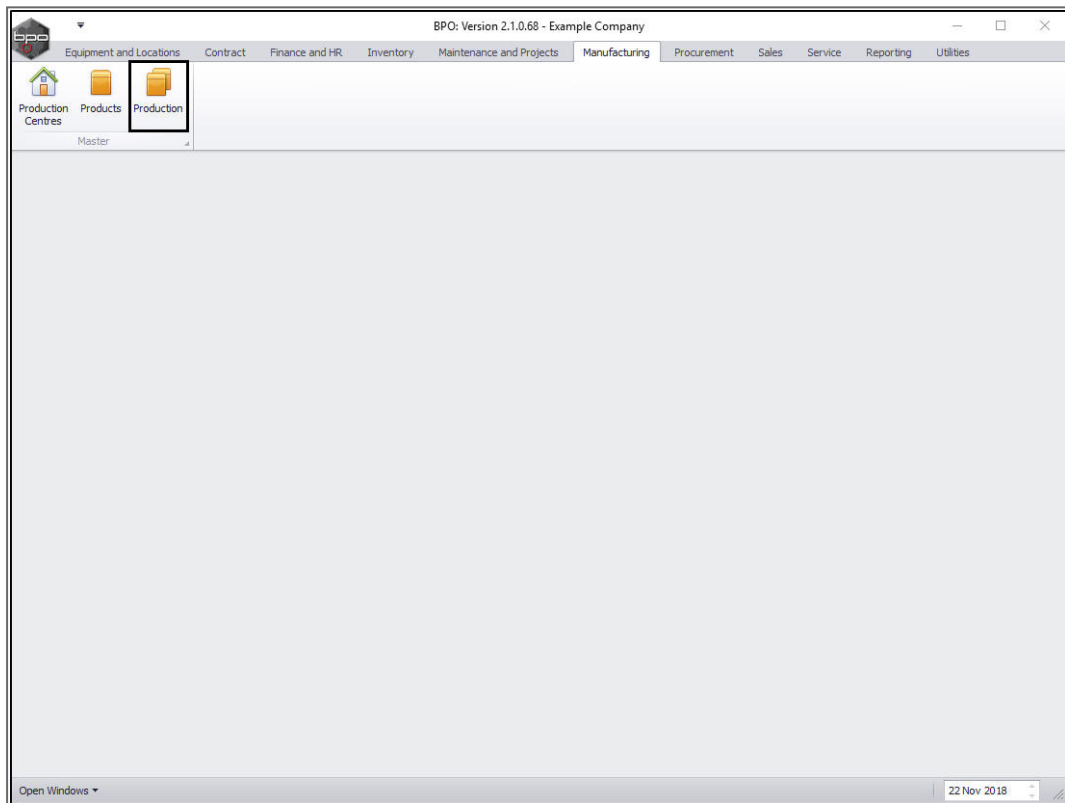 BPO: Version 2.1.0.68 - Example Company
bpo
Equipment and Locations Contract Finance and HR Inventory Maintenance and Projects Manufacturing Procurement Sales Service Reporting Utilities
Production Centres Products Production
Master
Open Windows 22 Nov 2018